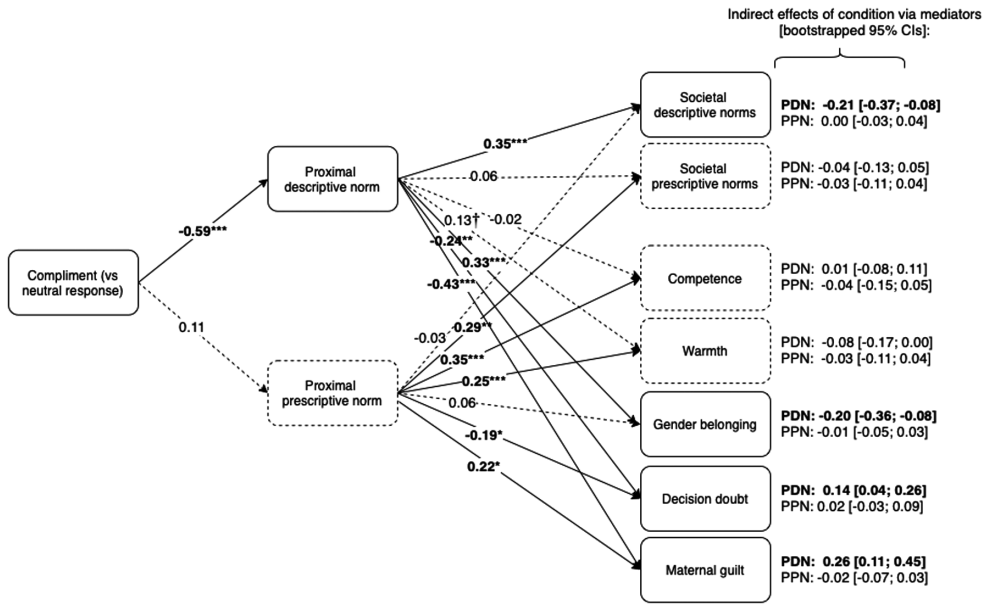 Indirect effects of condition via mediators
[bootstrapped 95% CIs]:
Societal
descriptive norms
PDN: -0.21 [-0.37; -0.08]
PPN: 0.00 [-0.03; 0.04]
0.35***
Proximal
descriptive norm
Societal
prescriptive norms
PDN: -0.04 [-0.13; 0.05]
PPN: -0.03 [-0.11; 0.04]
0.06
0.13†
-0.02
-0.59***
-0.24**
0.33***
-0.43***
Compliment (vs
neutral response)
Competence
PDN: 0.01 [-0.08; 0.11]
PPN: -0.04 [-0.15; 0.05]
0.11
-0.03
0.29**
0.35***
Warmth
PDN: -0.08 [-0.17; 0.00]
PPN: -0.03 [-0.11; 0.04]
Proximal
prescriptive norm
0.25***
0.06
Gender belonging
PDN: -0.20 [-0.36; -0.08]
PPN: -0.01 [-0.05; 0.03]
-0.19*
0.22*
Decision doubt
PDN: 0.14 [0.04; 0.26]
PPN: 0.02 [-0.03; 0.09]
Maternal guilt
PDN: 0.26 [0.11; 0.45]
PPN: -0.02 [-0.07; 0.03]